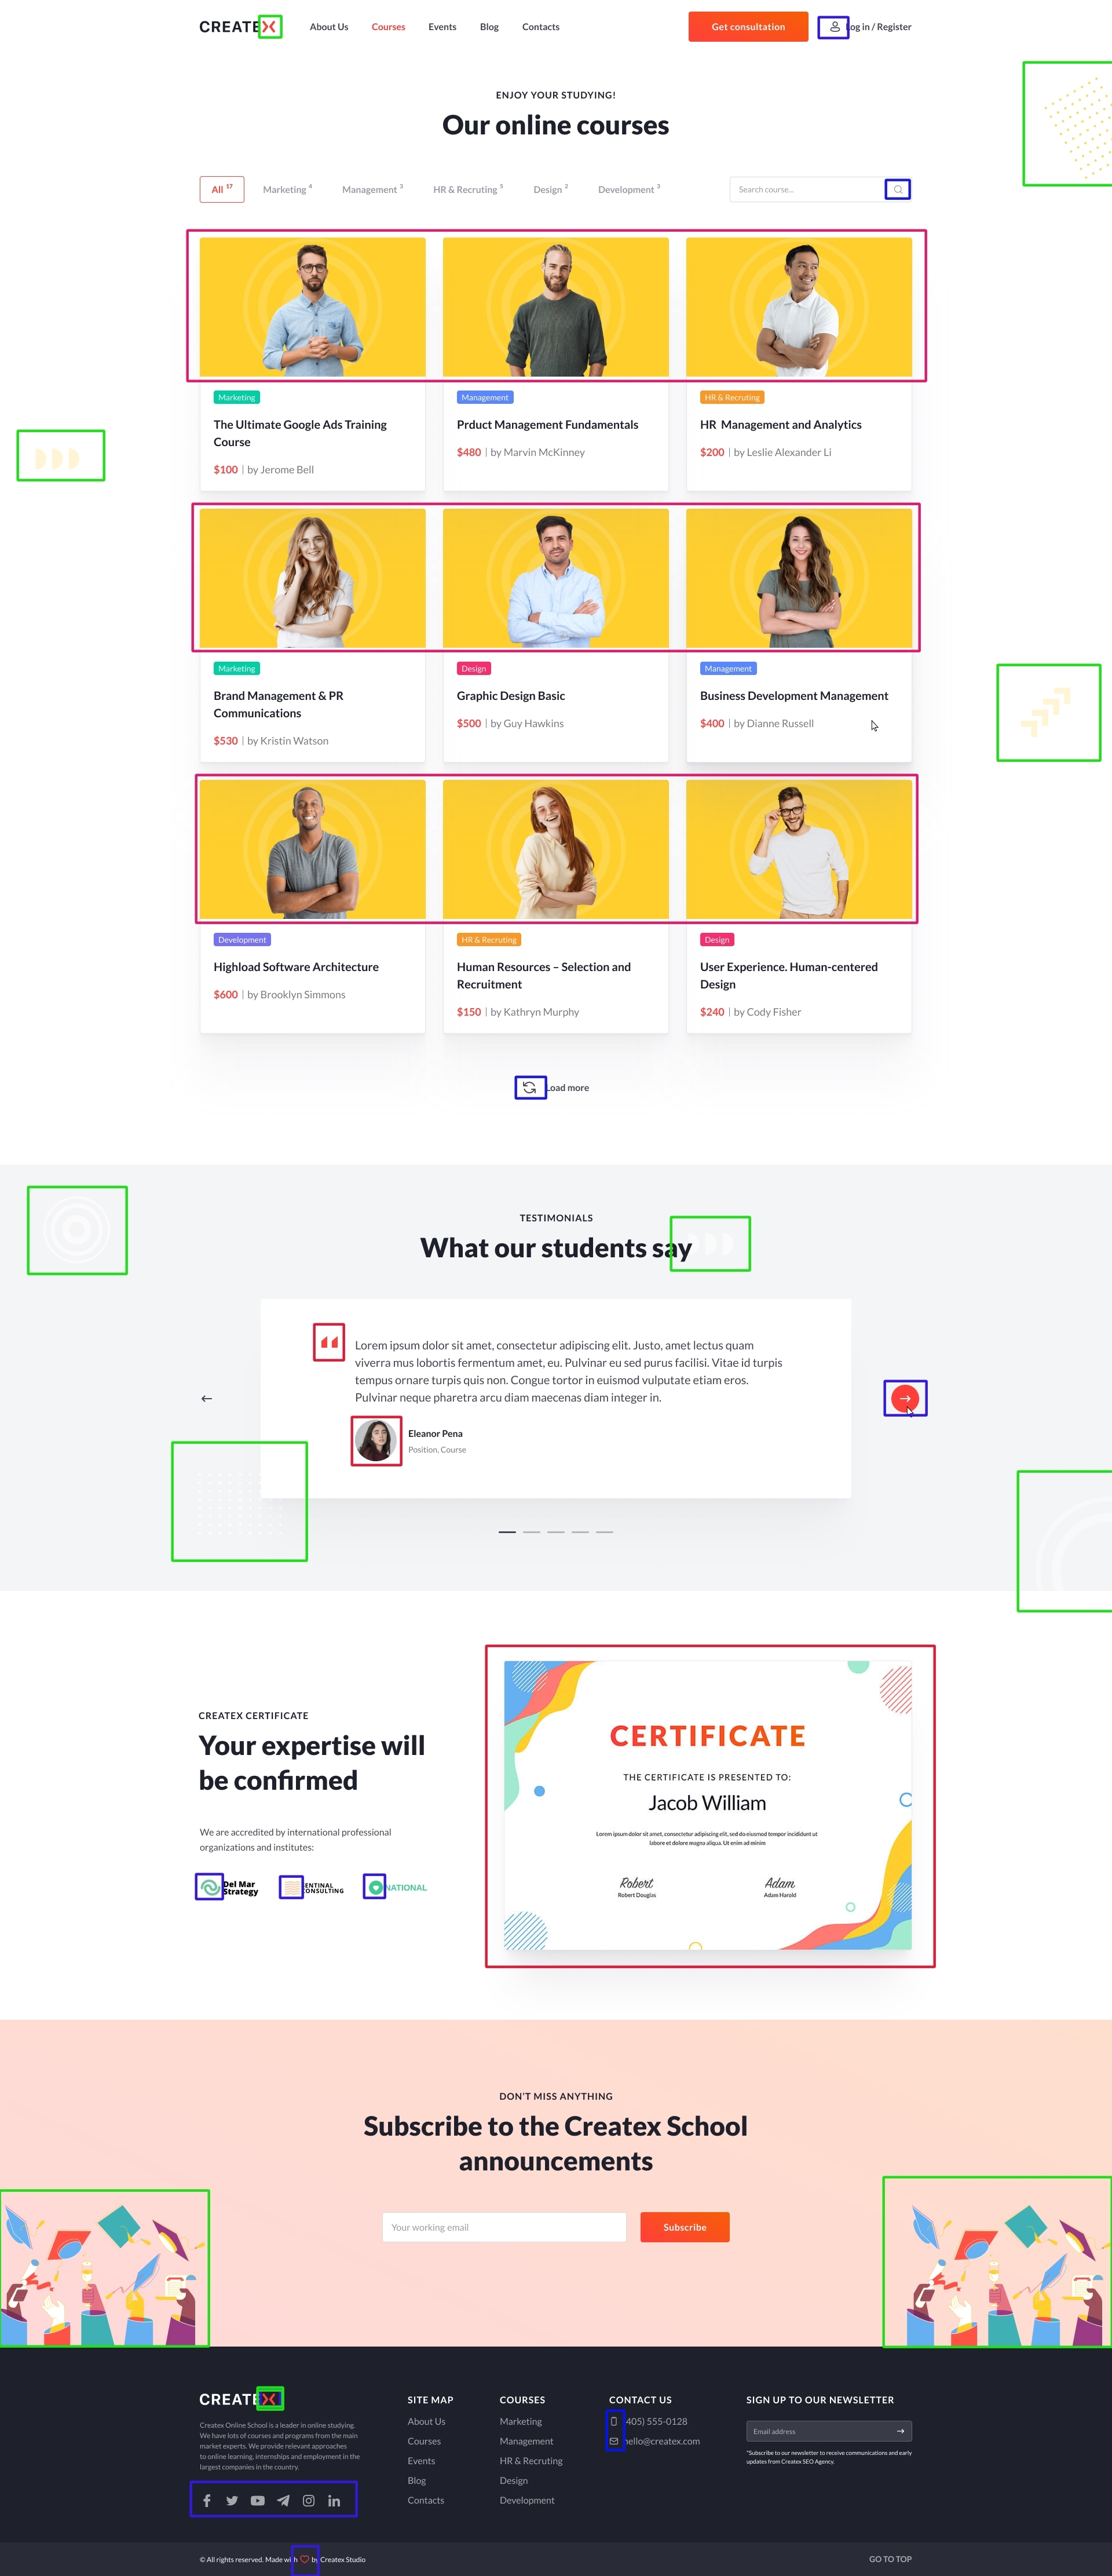 CREATEX
About Us
Courses
Events
Blog
Contacts
Get consultation
Log in / Register
ENJOY YOUR STUDYING!
Our online courses
All 17
Marketing 4
Management 3
HR & Recruting 5
Design 2
Development 3
Search course...
Marketing
The Ultimate Google Ads Training
Course
$100 | by Jerome Bell
Management
Prduct Management Fundamentals
$480 | by Marvin McKinney
HR & Recruting
HR Management and Analytics
$200 | by Leslie Alexander Li
Marketing
Brand Management & PR
Communications
$530 | by Kristin Watson
Design
Graphic Design Basic
$500 | by Guy Hawkins
Management
Business Development Management
$400 | by Dianne Russell
Development
Highload Software Architecture
$600 | by Brooklyn Simmons
HR & Recruting
Human Resources – Selection and
Recruitment
$150 | by Kathryn Murphy
Design
User Experience. Human-centered
Design
$240 | by Cody Fisher
Load more
TESTIMONIALS
What our students say
Lorem ipsum dolor sit amet, consectetur adipiscing elit. Justo, amet lectus quam
viverra mus lobortis fermentum amet, eu. Pulvinar eu sed purus facilisi. Vitae id turpis
tempus ornare turpis quis non. Congue tortor in euismod vulputate etiam eros.
Pulvinar neque pharetra arcu diam maecenas diam integer in.
Eleanor Pena
Position, Course
CREATEX CERTIFICATE
Your expertise will
be confirmed
We are accredited by international professional
organizations and institutes:
Del Mar
Strategy
ENTINAL
CONSULTING
NATIONAL
CERTIFICATE
THE CERTIFICATE IS PRESENTED TO:
Jacob William
Lorem ipsum dolor sit amet, consectetur adipiscing elit, sed do eiusmod tempor incididunt ut
labore et dolore magna aliqua. Ut enim ad minim
Robert
Robert Douglas
Adam
Adam Harold
DON'T MISS ANYTHING
Subscribe to the Createx School
announcements
Your working email
Subscribe
CREATEX
Createx Online School is a leader in online studying.
We have lots of courses and programs from the main
market experts. We provide relevant approaches
to online learning, internships and employment in the
largest companies in the country.
SITE MAP
About Us
Courses
Events
Blog
Contacts
COURSES
Marketing
Management
HR & Recruting
Design
Development
CONTACT US
405) 555-0128
hello@createx.com
SIGN UP TO OUR NEWSLETTER
Email address
*Subscribe to our newsletter to receive communications and early
updates from Createx SEO Agency.
© All rights reserved. Made with by Createx Studio
GO TO TOP